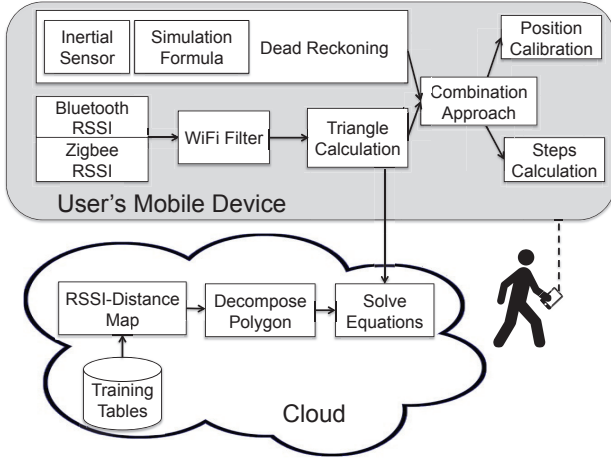 Inertial
Sensor
Simulation
Formula
Dead Reckoning
Position
Calibration
Combination
Approach
Bluetooth
RSSI
Zigbee
RSSI
WiFi Filter
Triangle
Calculation
Steps
Calculation
User's Mobile Device
RSSI-Distance
Map
Decompose
Polygon
Solve
Equations
Training
Tables
Cloud